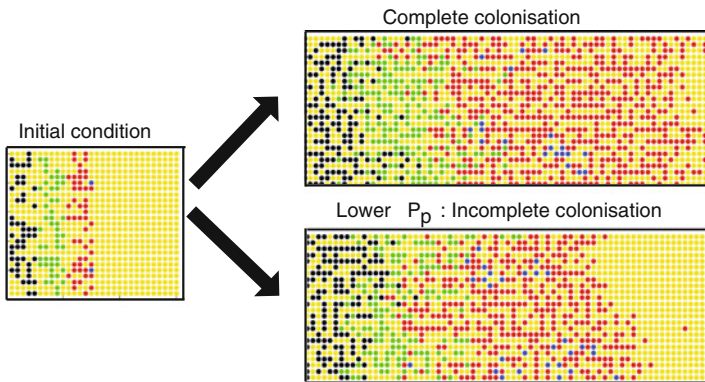 Complete colonisation
Initial condition
Lower Pp : Incomplete colonisation